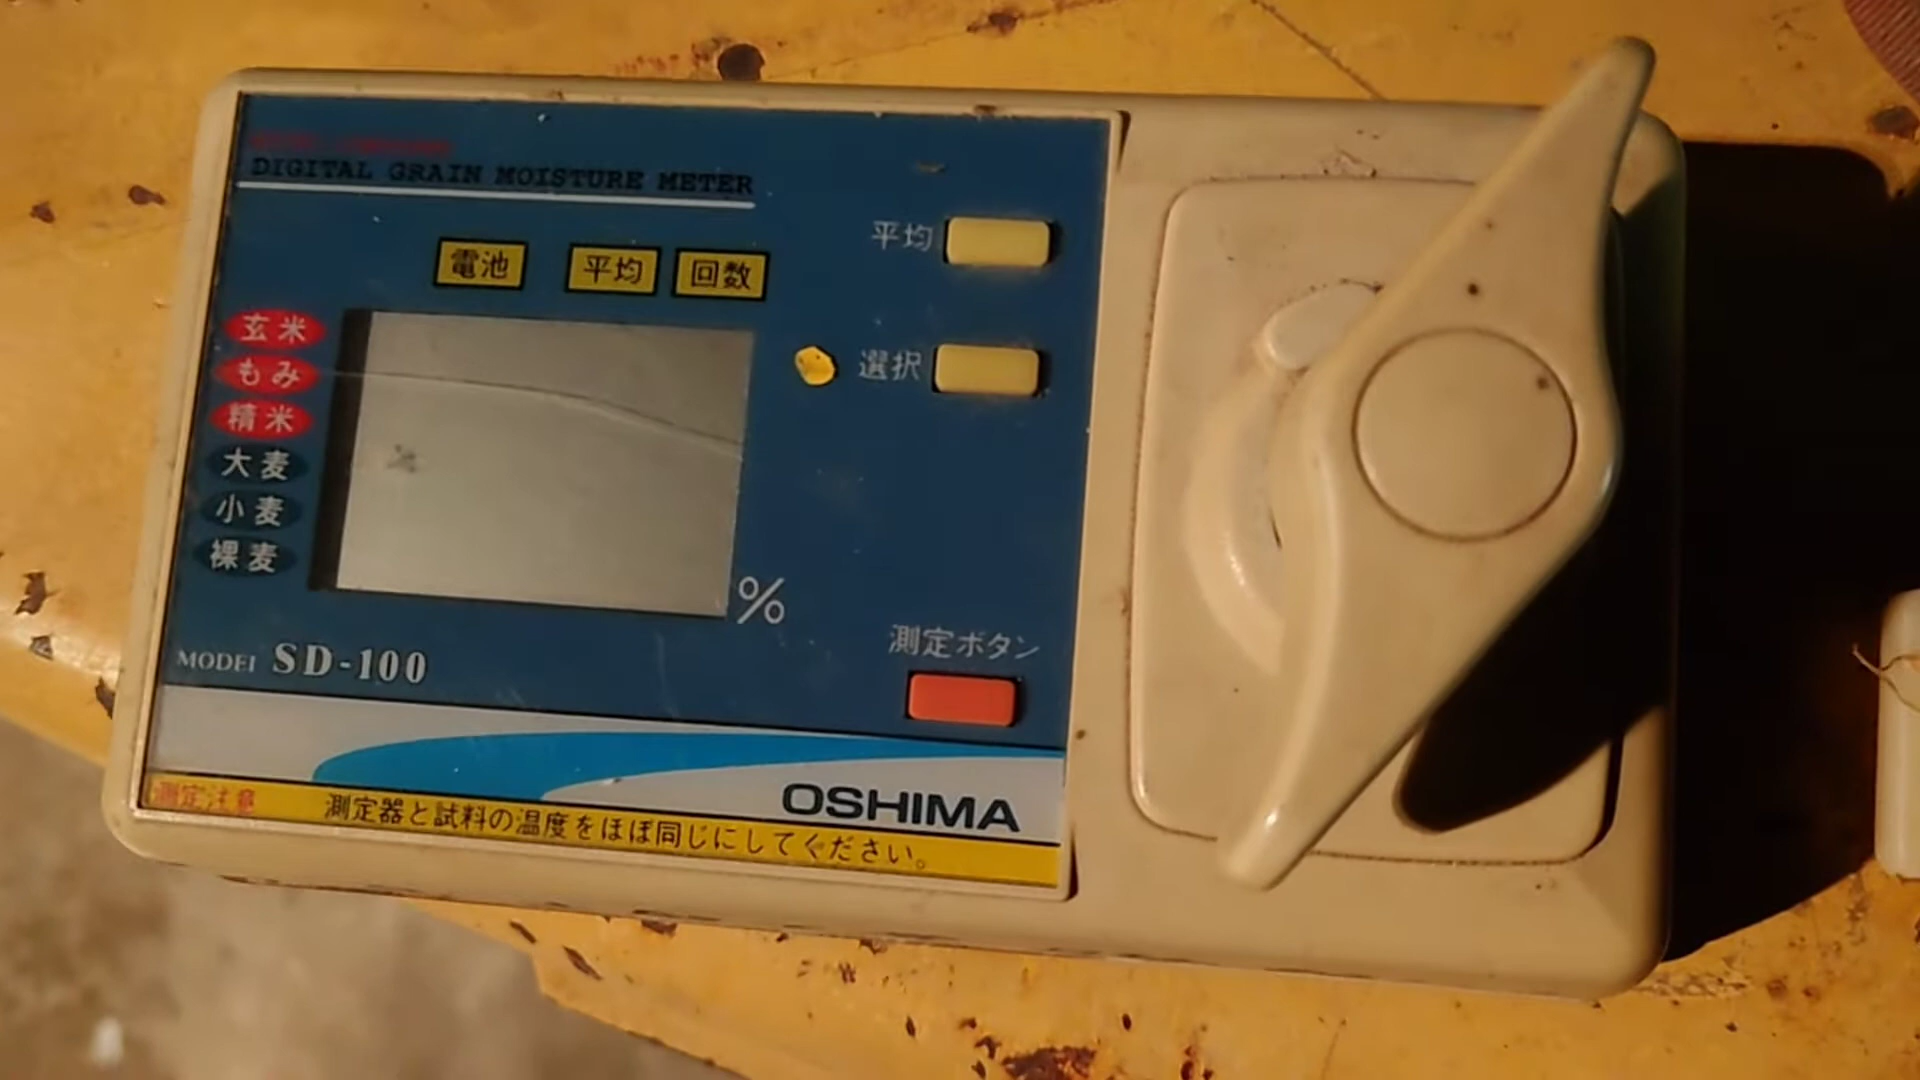 DIGITAL GRAIN MOISTURE METER
平均
電池 平均 回数
玄米
もみ
選択
精米
大麦
小麦
裸麦
%
測定ボタン
MODEL SD-100
OSHIMA
測定注意 測定器と試料の温度をほぼ同じにしてください。